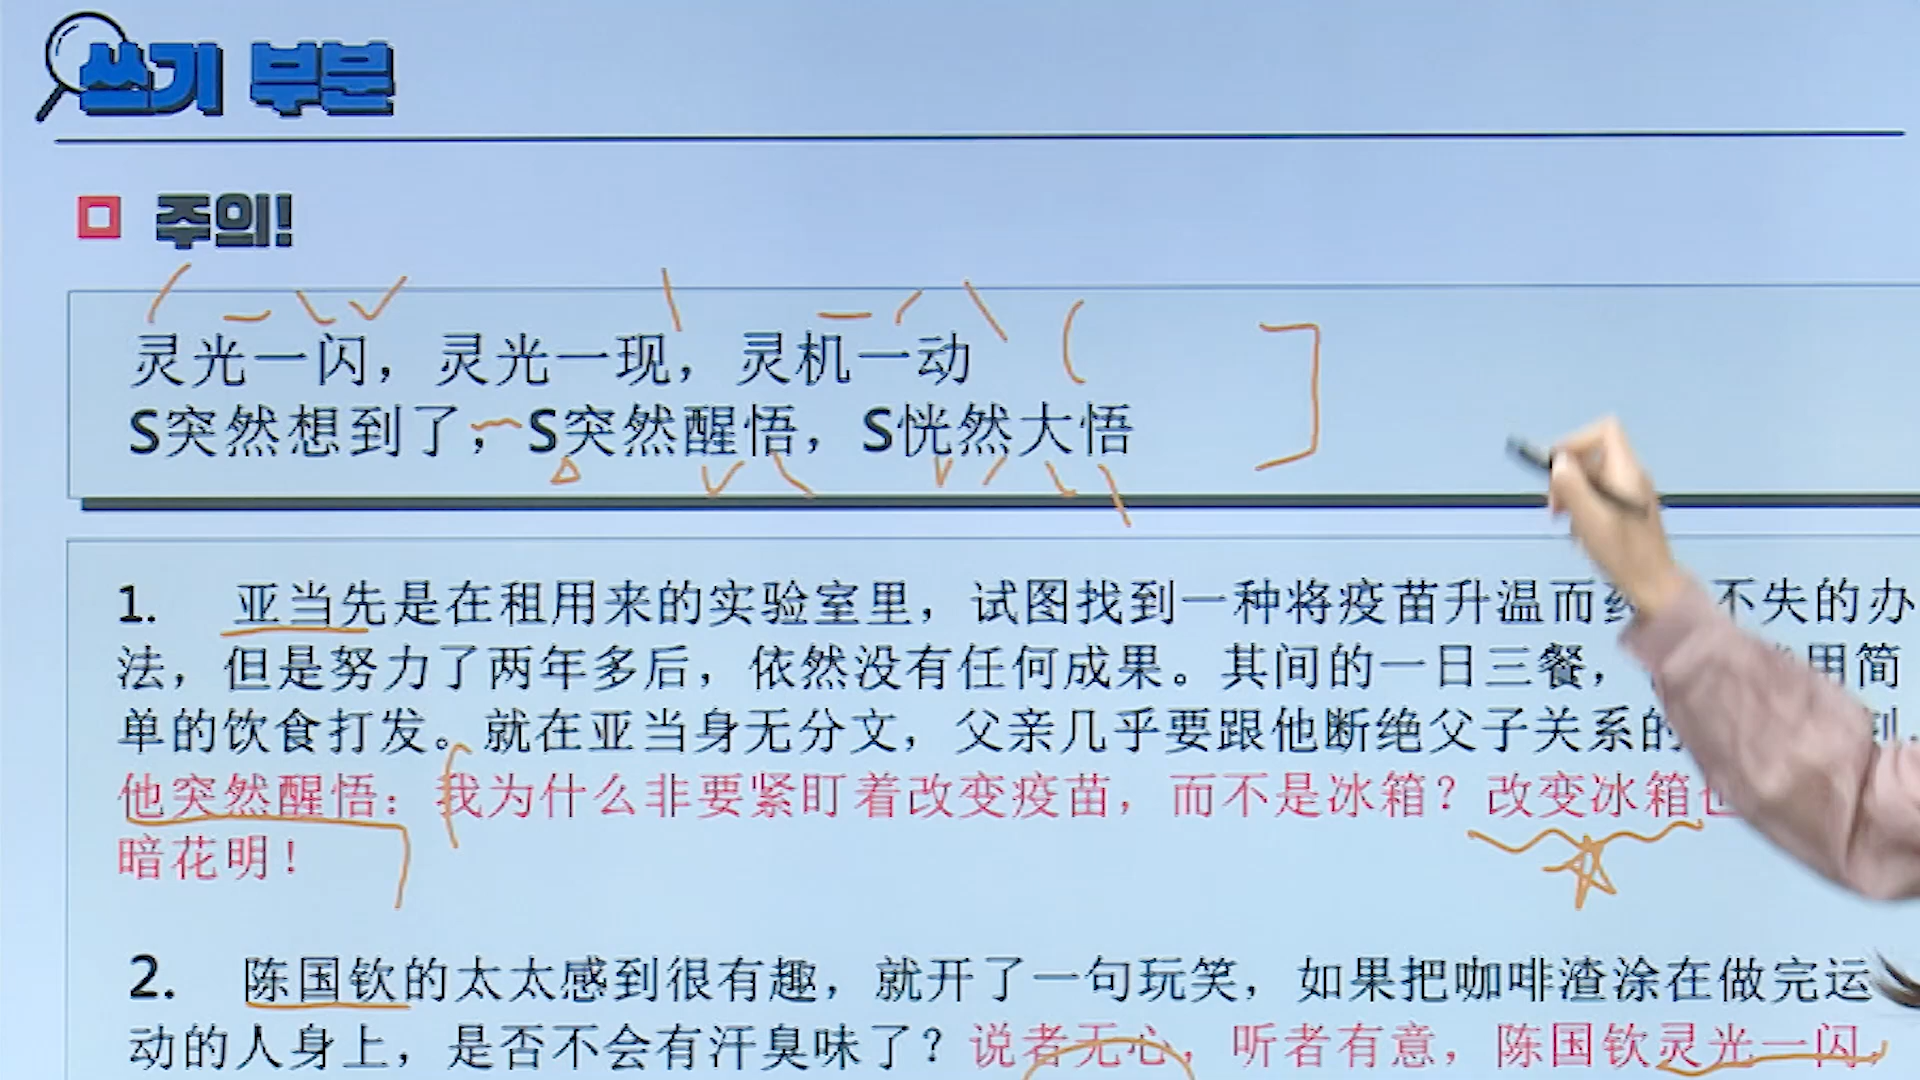 쓰기 부분
주의!
灵光一闪，灵光一现，灵机一动
S突然想到了，S突然醒悟，S恍然大悟
1. 亚当先是在租用来的实验室里，试图找到一种将疫苗升温而 不失的办
法，但是努力了两年多后，依然没有任何成果。其间的一日三餐， 用简
单的饮食打发。就在亚当身无分文，父亲几乎要跟他断绝父子关系的
他突然醒悟：我为什么非要紧盯着改变疫苗，而不是冰箱？改变冰箱
暗花明！
2. 陈国钦的太太感到很有趣，就开了一句玩笑，如果把咖啡渣涂在做完运
动的人身上，是否不会有汗臭味了？说者无心，听者有意，陈国钦灵光一闪，